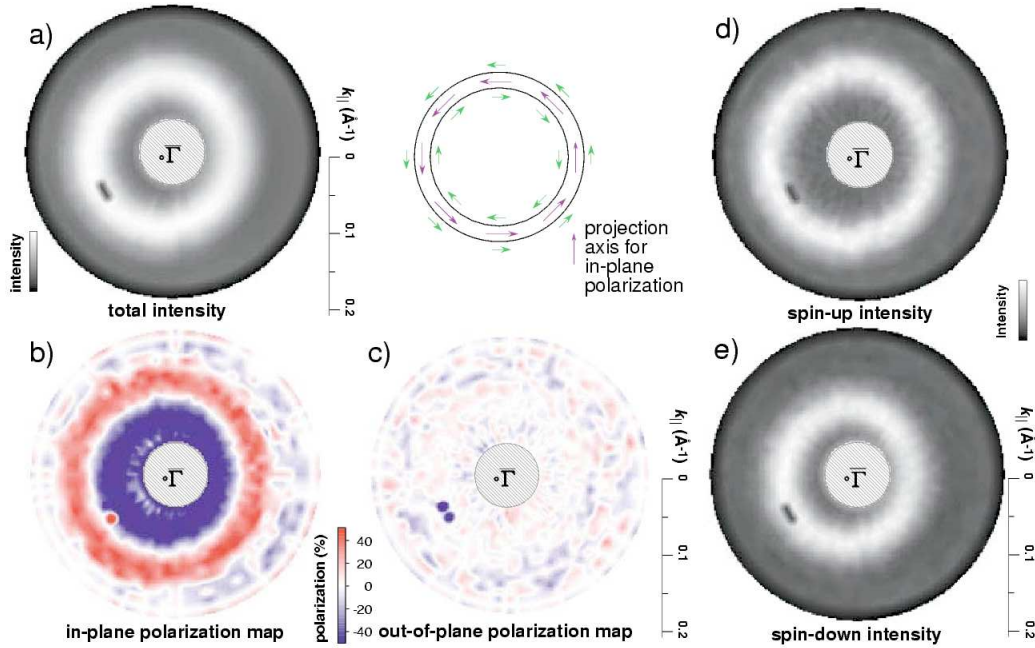 a)
Γ̅
k|| (Å-1)
0
0.1
0.2
intensity
total intensity
projection
axis for
in-plane
polarization
d)
Γ̅
spin-up intensity
Intensity
b)
Γ̅
in-plane polarization map
polarization (%)
40
20
0
-20
-40
c)
Γ̅
k|| (Å-1)
0
0.1
0.2
out-of-plane polarization map
e)
Γ̅
k|| (Å-1)
0
0.1
0.2
spin-down intensity